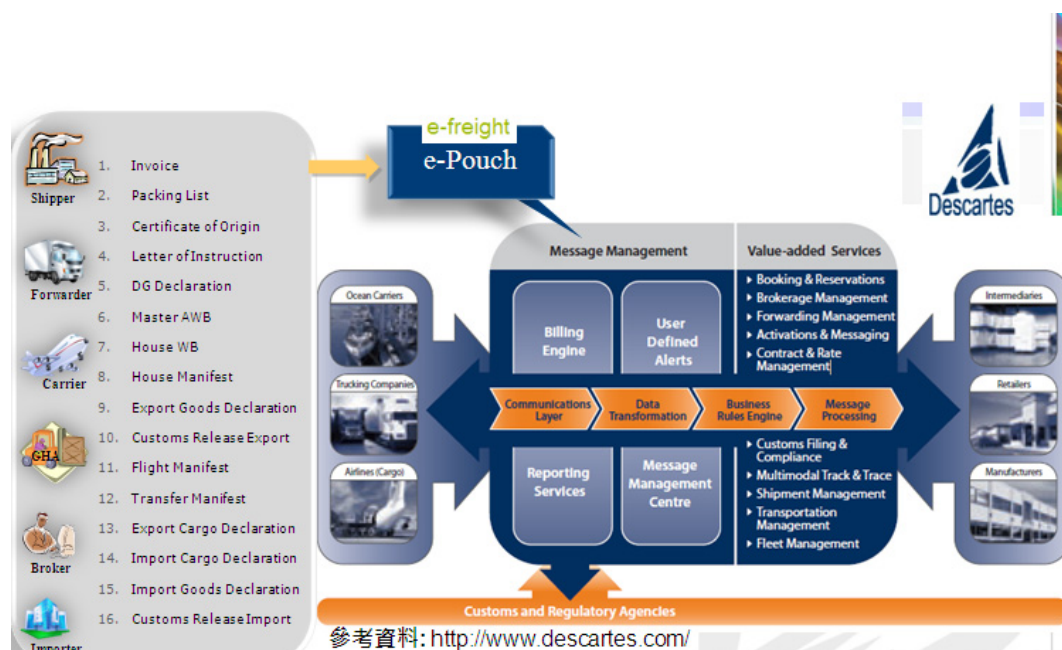 Shipper
Forwarder
Carrier
GHA
Broker
Importer
1. Invoice
2. Packing List
3. Certificate of Origin
4. Letter of Instruction
5. DG Declaration
6. Master AWB
7. House WB
8. House Manifest
9. Export Goods Declaration
10. Customs Release Export
11. Flight Manifest
12. Transfer Manifest
13. Export Cargo Declaration
14. Import Cargo Declaration
15. Import Goods Declaration
16. Customs Release Import
e-freight
e-Pouch
Descartes
Ocean Carriers
Trucking Companies
Airlines (Cargo)
Message Management
Billing
Engine
User
Defined
Alerts
Reporting
Services
Message
Management
Centre
Communications
Layer
Data
Transformation
Business
Rules Engine
Message
Processing
Value-added Services
Booking & Reservations
Brokerage Management
Forwarding Management
Activations & Messaging
Contract & Rate
Management
Customs Filing &
Compliance
Multimodal Track & Trace
Shipment Management
Transportation
Management
Fleet Management
Intermediaries
Retailers
Manufacturers
Customs and Regulatory Agencies
參考資料: http://www.descartes.com/